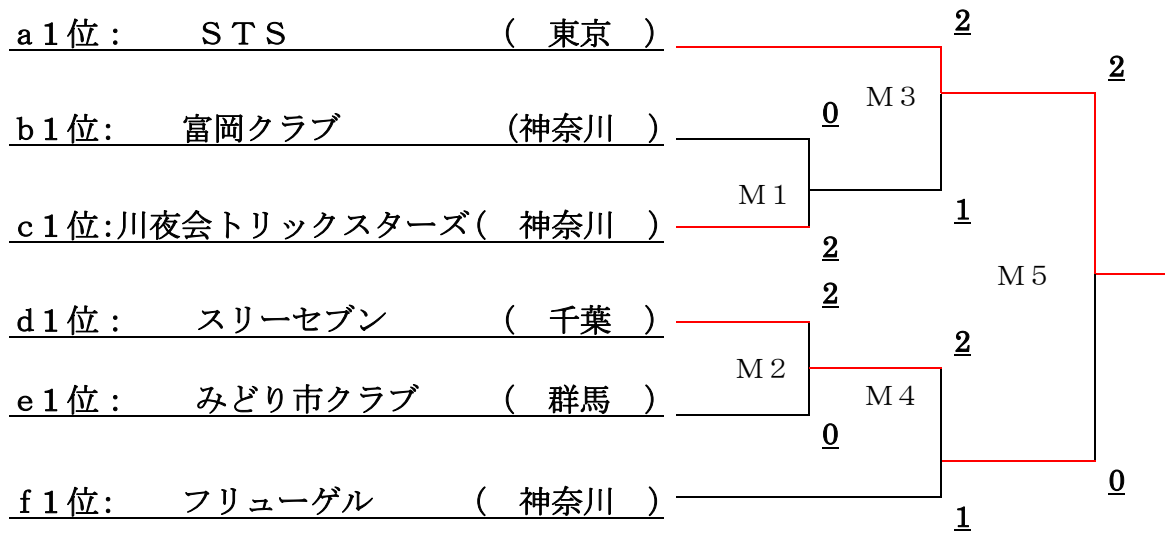 a１位：　ＳＴＳ　（　東京　）
2
2
b１位:　富岡クラブ　（神奈川　）
0
M３
M１
c１位:川夜会トリックスターズ(　神奈川　）
2
1
M５
d１位：　スリーセブン　（　千葉　）
2
M２
2
e１位：　みどり市クラブ　（　群馬　）
0
M４
f１位:　フリューゲル　（　神奈川　）
1
0